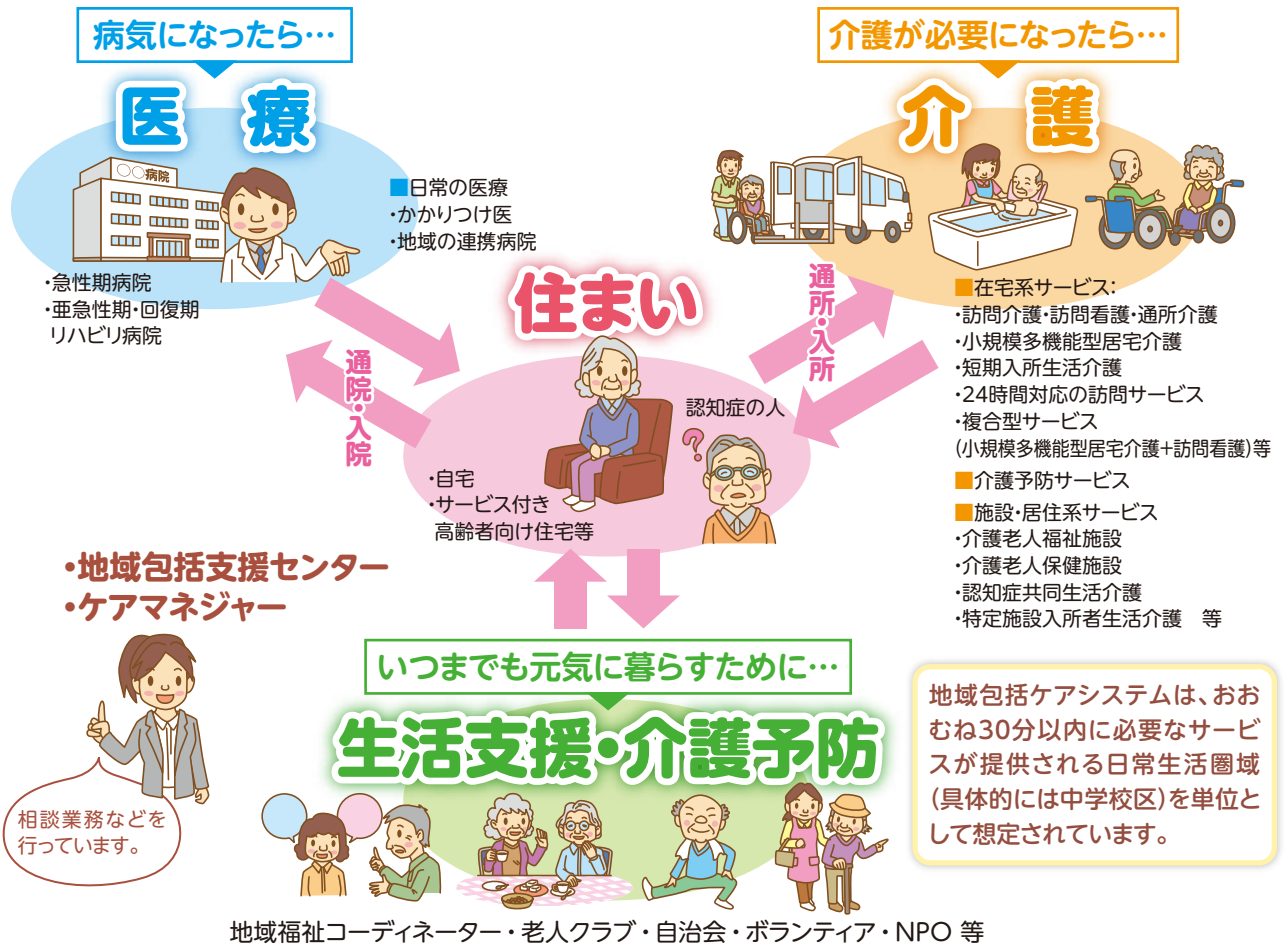 病気になったら…
医療
〇〇病院
■日常の医療
・かかりつけ医
・地域の連携病院
・急性期病院
・亜急性期・回復期
リハビリ病院
介護が必要になったら…
介護
■在宅系サービス:
・訪問介護・訪問看護・通所介護
・小規模多機能型居宅介護
・短期入所生活介護
・24時間対応の訪問サービス
・複合型サービス
(小規模多機能型居宅介護+訪問看護)等
■介護予防サービス
■施設・居住系サービス
・介護老人福祉施設
・介護老人保健施設
・認知症共同生活介護
・特定施設入所者生活介護　等
住まい
通院・入院
通所・入所
認知症の人
?
・自宅
・サービス付き
高齢者向け住宅等
・地域包括支援センター
・ケアマネジャー
相談業務などを
行っています。
いつまでも元気に暮らすために…
生活支援・介護予防
地域福祉コーディネーター・老人クラブ・自治会・ボランティア・NPO 等
地域包括ケアシステムは、おお
むね30分以内に必要なサービ
スが提供される日常生活圏域
(具体的には中学校区)を単位と
して想定されています。